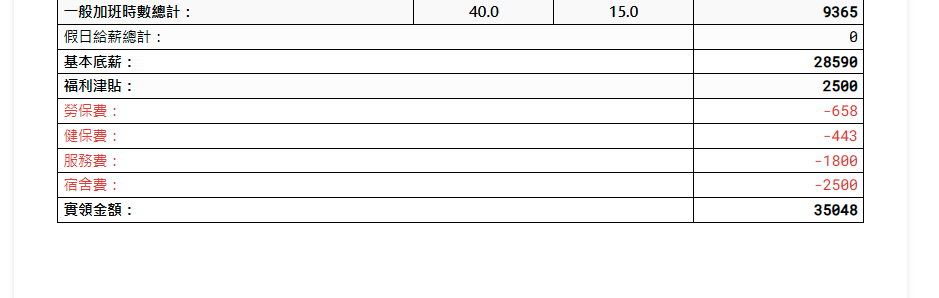 一般加班時數總計： 40.0 15.0 9365
假日給薪總計： 0
基本底薪： 28590
福利津貼： 2500
勞保費： -658
健保費： -443
服務費： -1800
宿舍費： -2500
實領金額： 35048